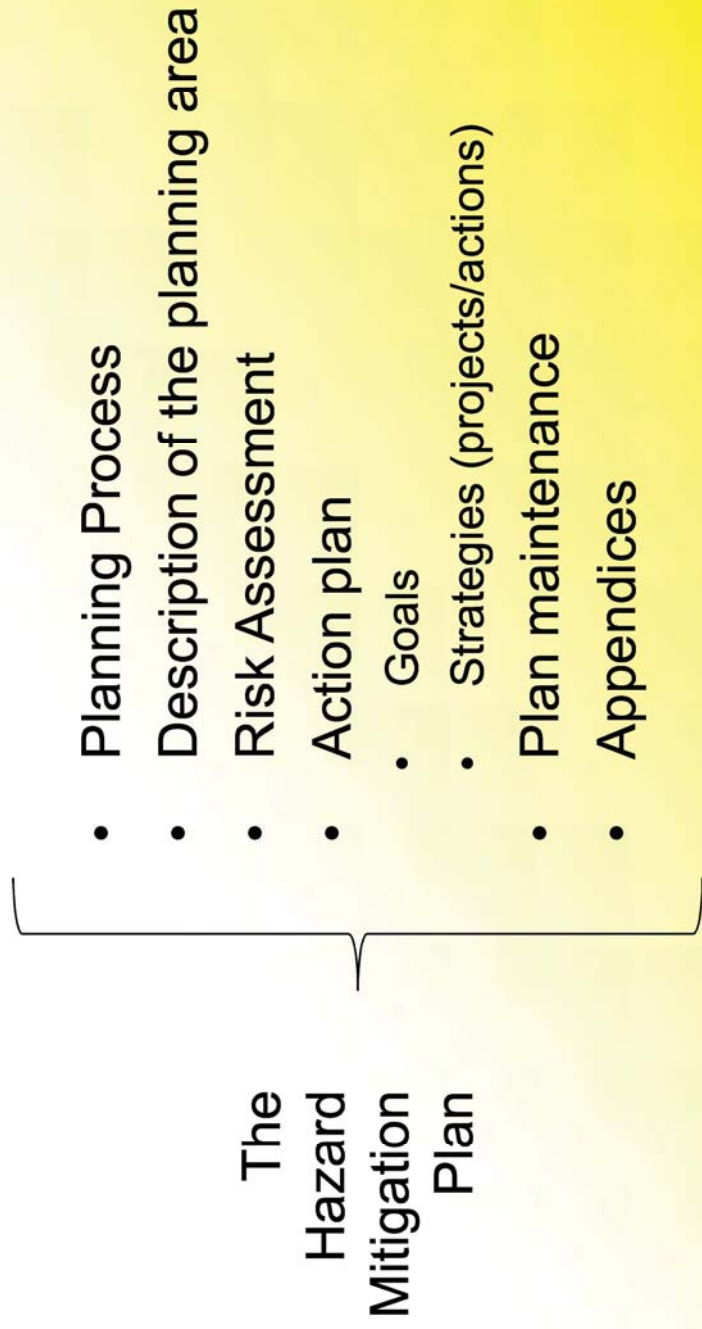 The
Hazard
Mitigation
Plan
• Planning Process
• Description of the planning area
• Risk Assessment
• Action plan
• Goals
• Strategies (projects/actions)
• Plan maintenance
• Appendices